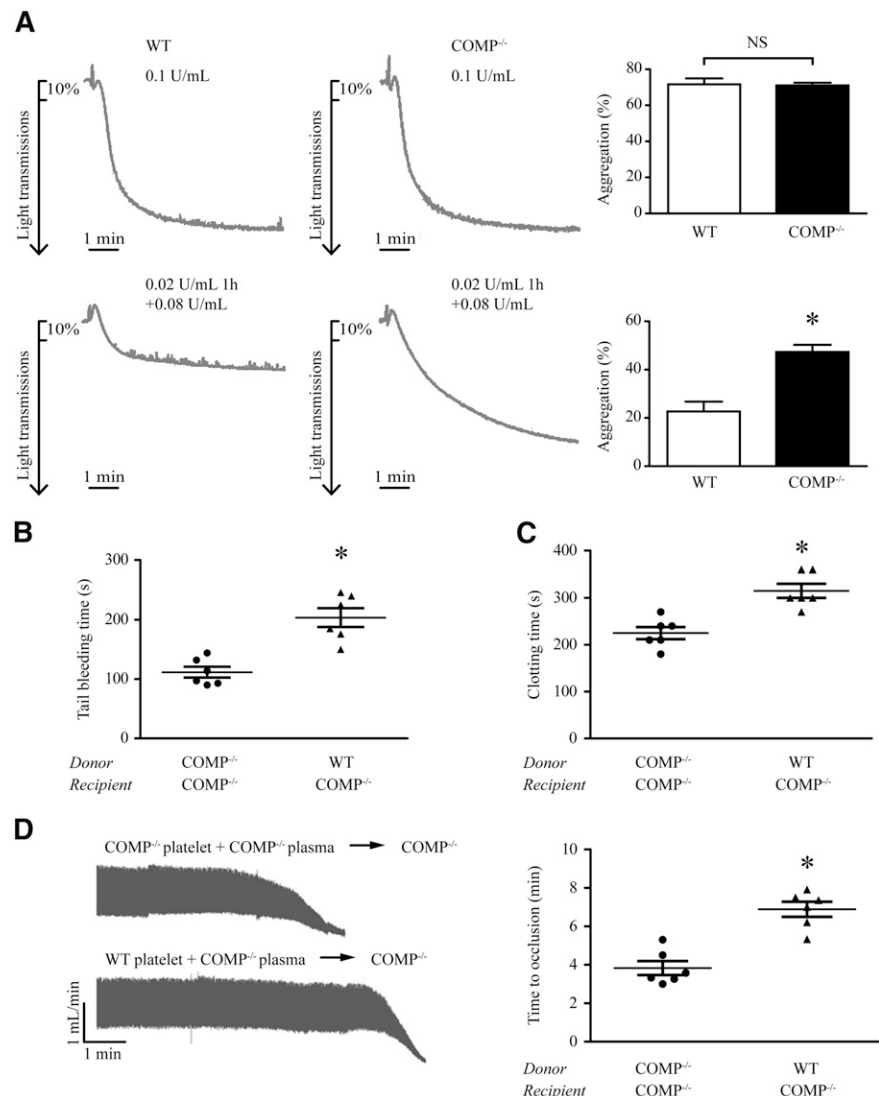 A
WT
0.1 U/mL
10%
Light transmissions
1 min
COMP-/-
0.1 U/mL
10%
Light transmissions
1 min
NS
80
60
40
20
0
Aggregation (%)
WT
COMP-/-
0.02 U/mL 1h
+0.08 U/mL
10%
Light transmissions
1 min
0.02 U/mL 1h
+0.08 U/mL
10%
Light transmissions
1 min
*
60
40
20
0
Aggregation (%)
WT
COMP-/-
B
*
300
200
100
0
Tail bleeding time (s)
Donor COMP-/- WT
Recipient COMP-/- COMP-/-
C
*
400
300
200
100
0
Clotting time (s)
Donor COMP-/- WT
Recipient COMP-/- COMP-/-
D
COMP-/- platelet + COMP-/- plasma → COMP-/-
WT platelet + COMP-/- plasma → COMP-/-
1 mL/min
1 min
*
10
8
6
4
2
0
Time to occlusion (min)
Donor COMP-/- WT
Recipient COMP-/- COMP-/-